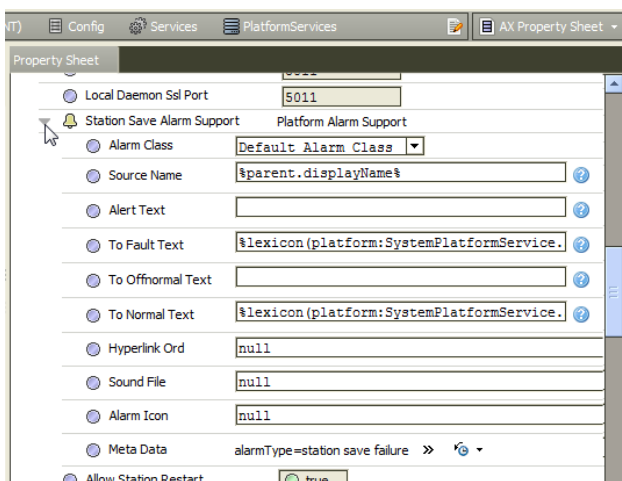 NT) Config Services PlatformServices AX Property Sheet
Property Sheet
Local Daemon Ssl Port 5011
Station Save Alarm Support Platform Alarm Support
Alarm Class Default Alarm Class
Source Name %parent.displayName%
Alert Text
To Fault Text %lexicon(platform:SystemPlatformService.
To Offnormal Text
To Normal Text %lexicon(platform:SystemPlatformService.
Hyperlink Ord null
Sound File null
Alarm Icon null
Meta Data alarmType=station save failure »
Allow Station Restart true